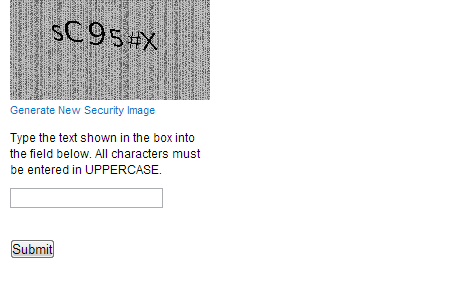 sC95#X
Generate New Security Image
Type the text shown in the box into
the field below. All characters must
be entered in UPPERCASE.
Submit